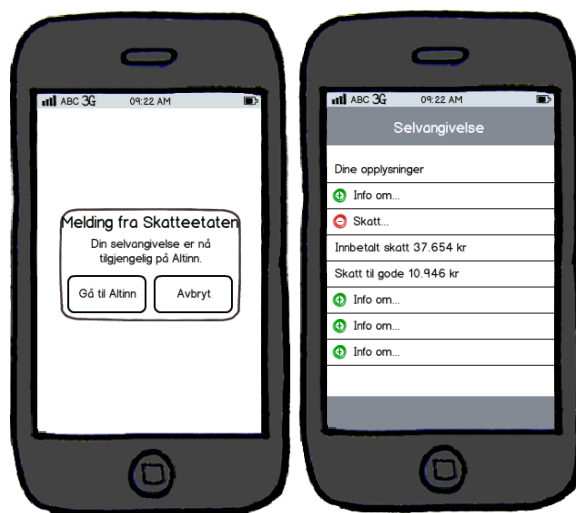 ABC 3G 09:22 AM
Melding fra Skatteetaten
Din selvangivelse er nå
tilgjengelig på Altinn.
Gå til Altinn Avbryt
ABC 3G 09:22 AM
Selvangivelse
Dine opplysninger
Info om...
Skatt...
Innbetalt skatt 37.654 kr
Skatt til gode 10.946 kr
Info om...
Info om...
Info om...